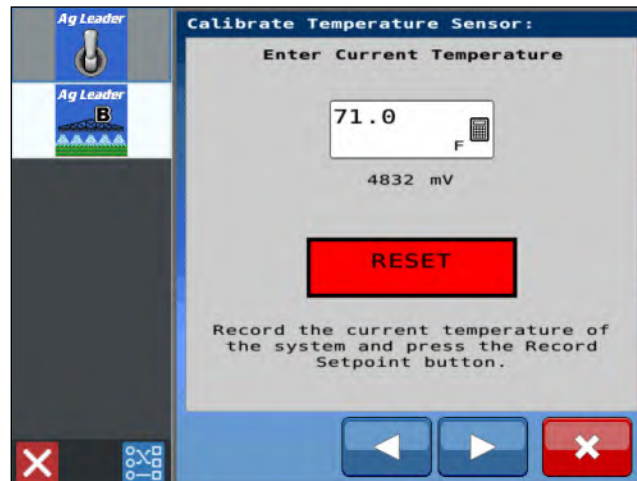 Ag Leader
Ag Leader
B
Calibrate Temperature Sensor:
Enter Current Temperature
71.0
F
4832 mV
RESET
Record the current temperature of
the system and press the Record
Setpoint button.